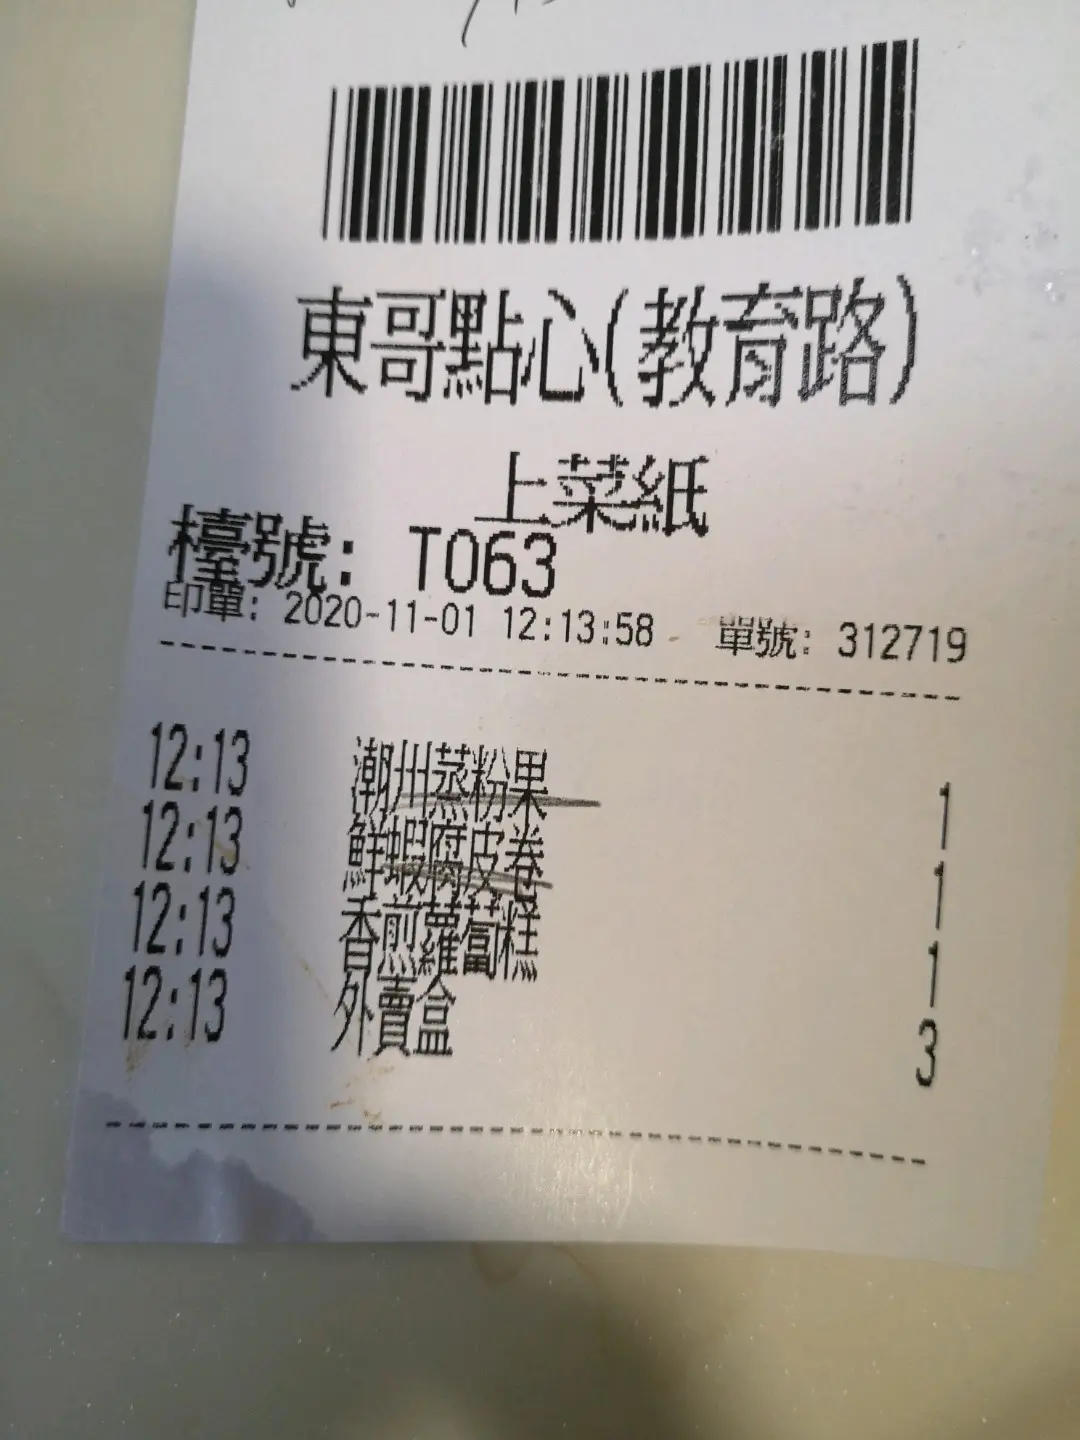 東哥點心(教育路)
上菜紙
檯號: T063
印單: 2020-11-01 12:13:58 單號: 312719
12:13 潮州蒸粉果 1
12:13 鮮蝦腐皮卷 1
12:13 香煎蘿蔔糕 1
12:13 外賣盒 3